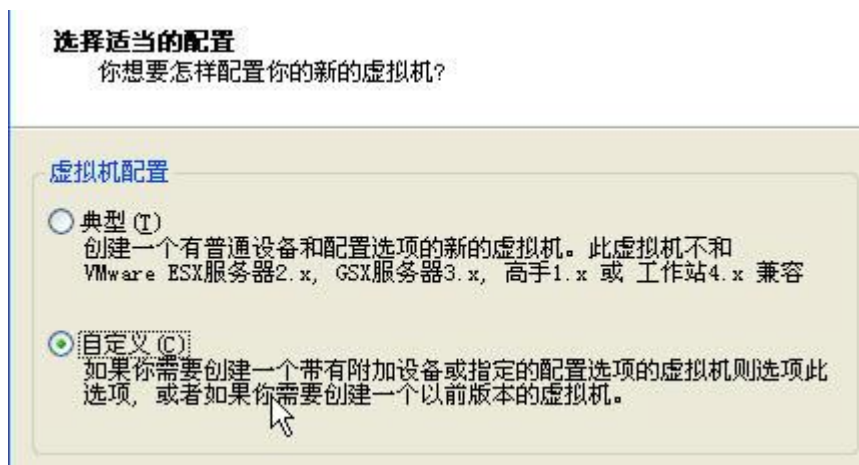 选择适当的配置
你想要怎样配置你的新的虚拟机?
虚拟机配置
典型(T)
创建一个有普通设备和配置选项的新的虚拟机。此虚拟机不和
VMware ESX服务器2.x, GSX服务器3.x, 高手1.x 或 工作站4.x 兼容
自定义(C)
如果你需要创建一个带有附加设备或指定的配置选项的虚拟机则选项此
选项, 或者如果你需要创建一个以前版本的虚拟机。